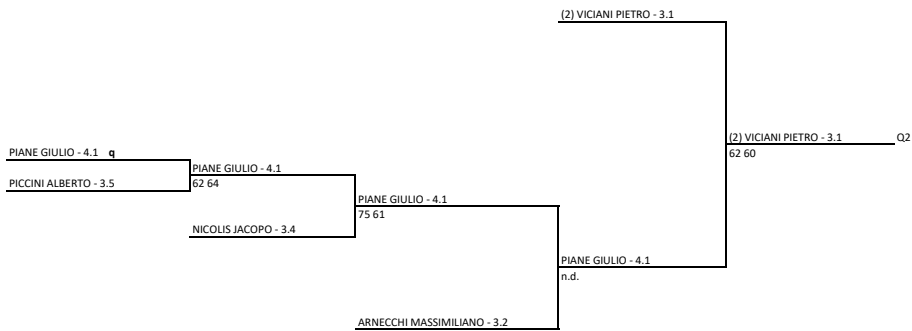 (2) VICIANI PIETRO - 3.1
(2) VICIANI PIETRO - 3.1 Q2
62 60
PIANE GIULIO - 4.1 q
PIANE GIULIO - 4.1
PICCINI ALBERTO - 3.5
62 64
PIANE GIULIO - 4.1
75 61
NICOLIS JACOPO - 3.4
PIANE GIULIO - 4.1
n.d.
ARNECCHI MASSIMILIANO - 3.2